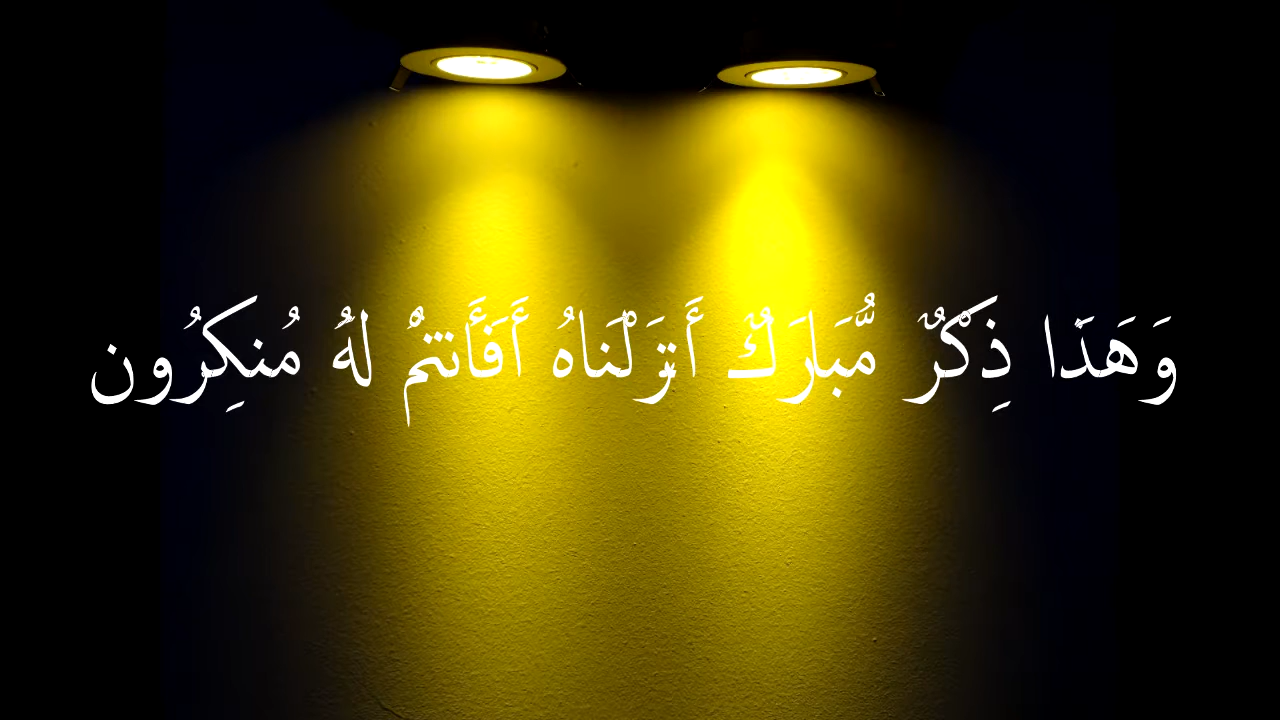 وَهَذَا ذِكْرٌ مُّبَارَكٌ أَنزَلْنَاهُ أَفَأَنتُمْ لَهُ مُنكِرُون